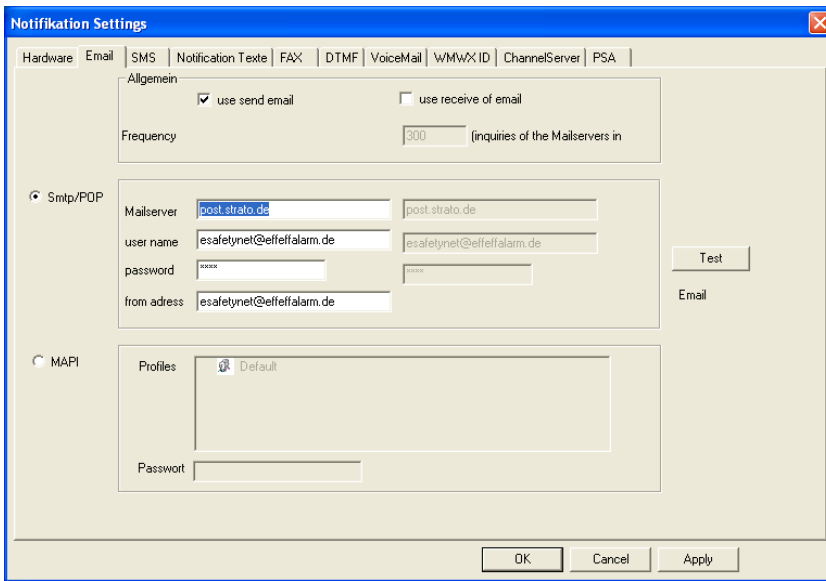 Notifikation Settings
Hardware Email SMS Notification Texte FAX DTMF VoiceMail WMWX ID ChannelServer PSA
Allgemein
use send email use receive of email
Frequency 300 (inquiries of the Mailservers in
Smtp/POP
Mailserver post.strato.de post.strato.de
user name esafetynet@effeffalarm.de esafetynet@effeffalarm.de
password xxxx xxxx
Test
from adress esafetynet@effeffalarm.de
Email
MAPI
Profiles Default
Passwort
OK Cancel Apply